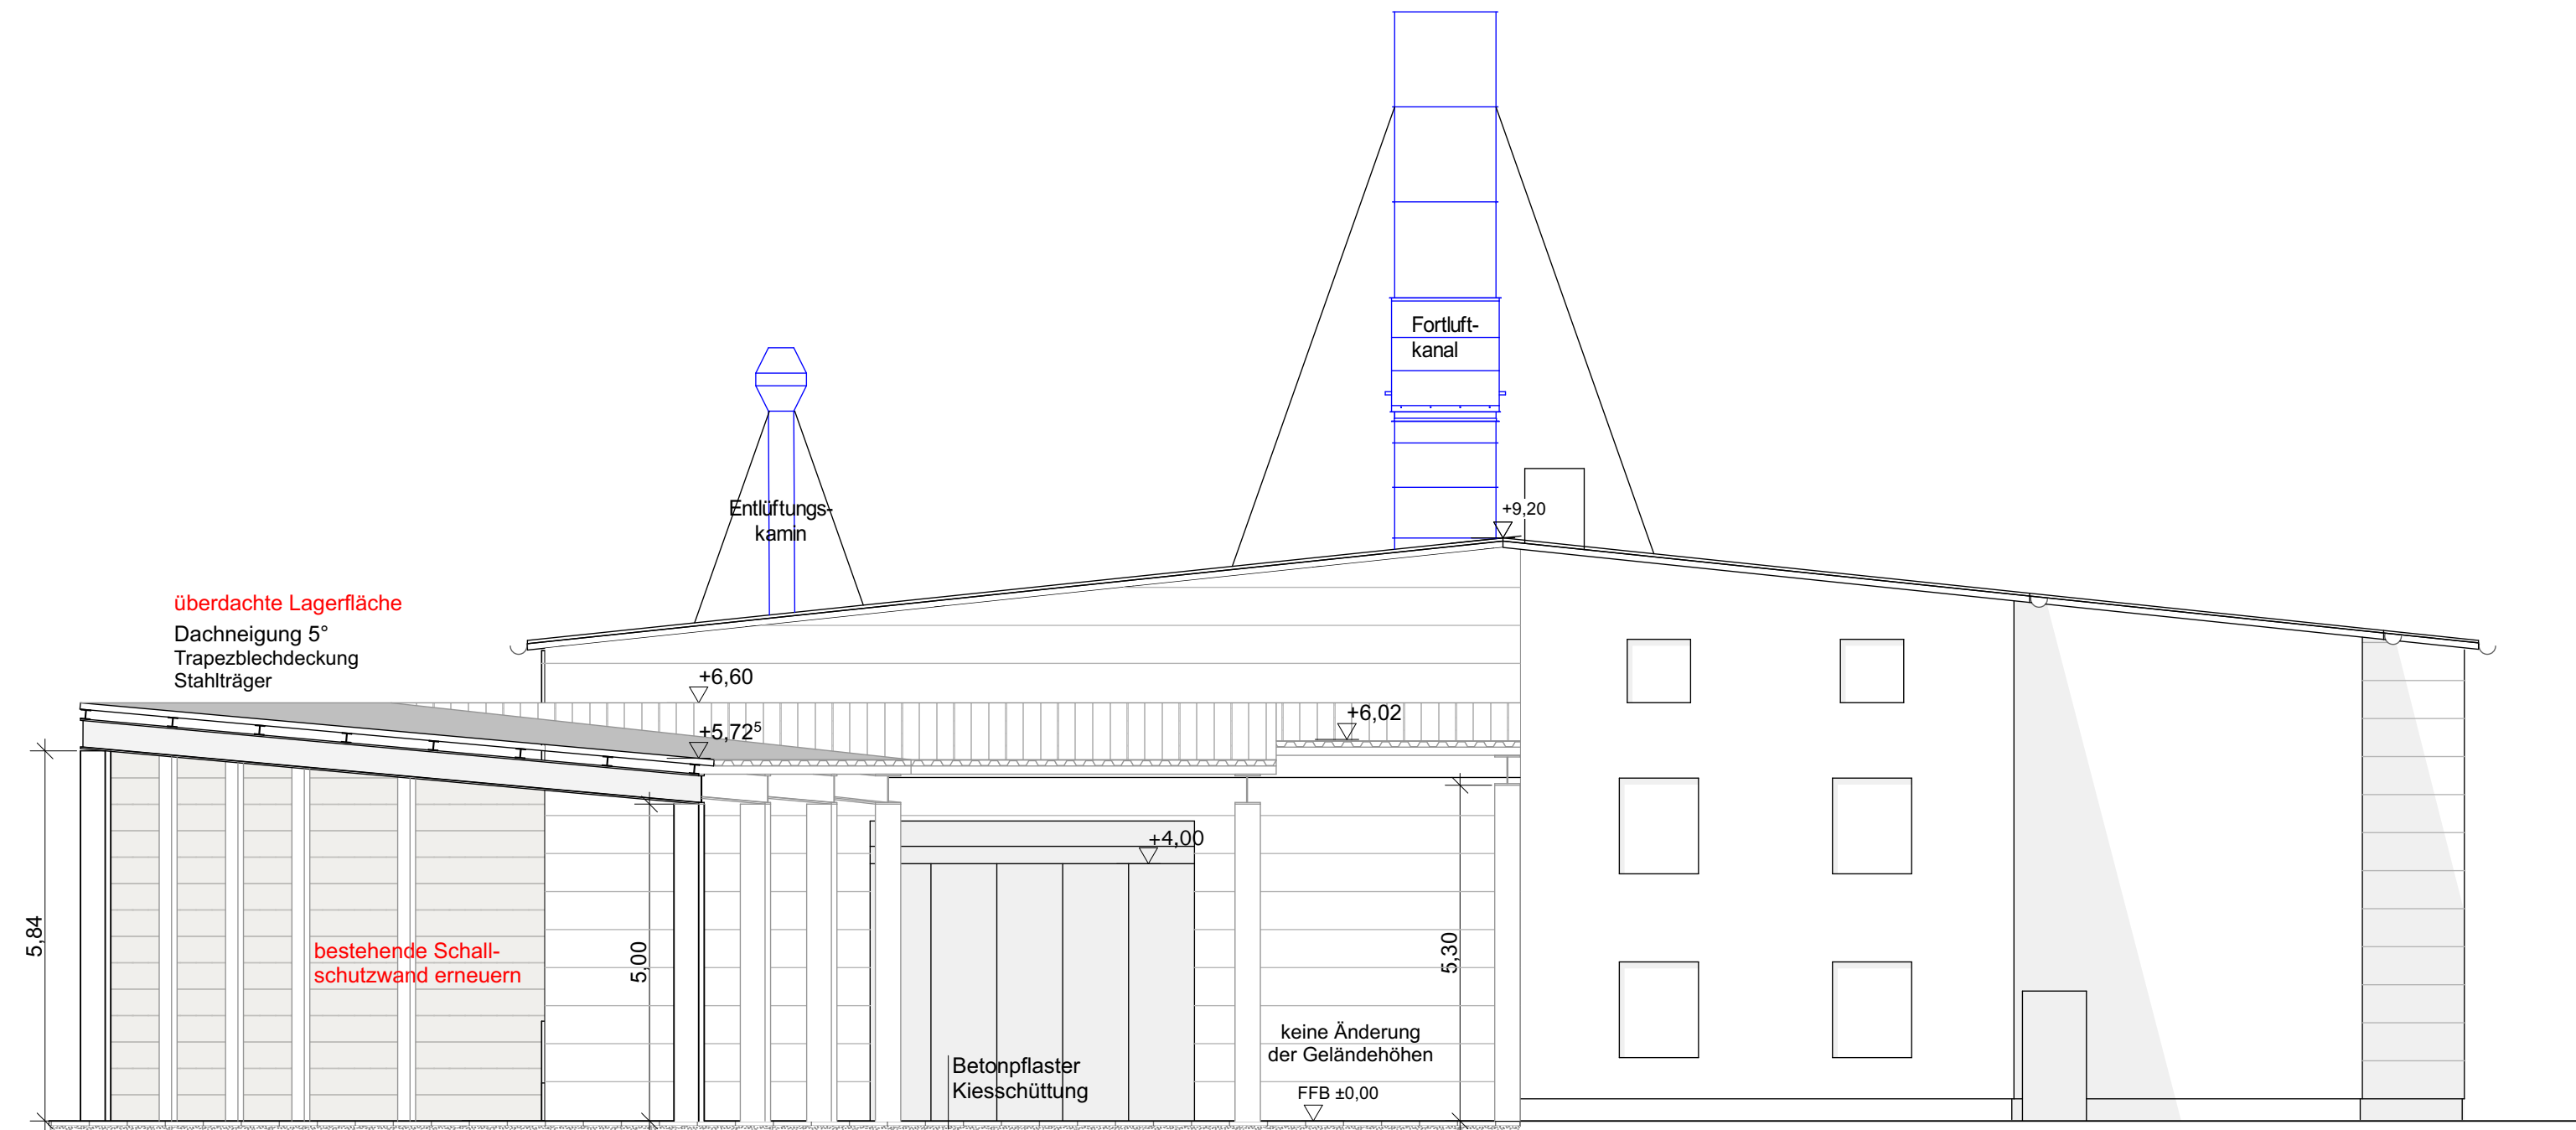 Fortluft-
kanal
Entlüftungs-
kamin
+9,20
überdachte Lagerfläche
Dachneigung 5°
Trapezblechdeckung
Stahlträger
+6,60
+5,72⁵
+6,02
+4,00
5,84
bestehende Schall-
schutzwand erneuern
5,00
5,30
keine Änderung
der Geländehöhen
Betonpflaster
Kiesschüttung
FFB ±0,00